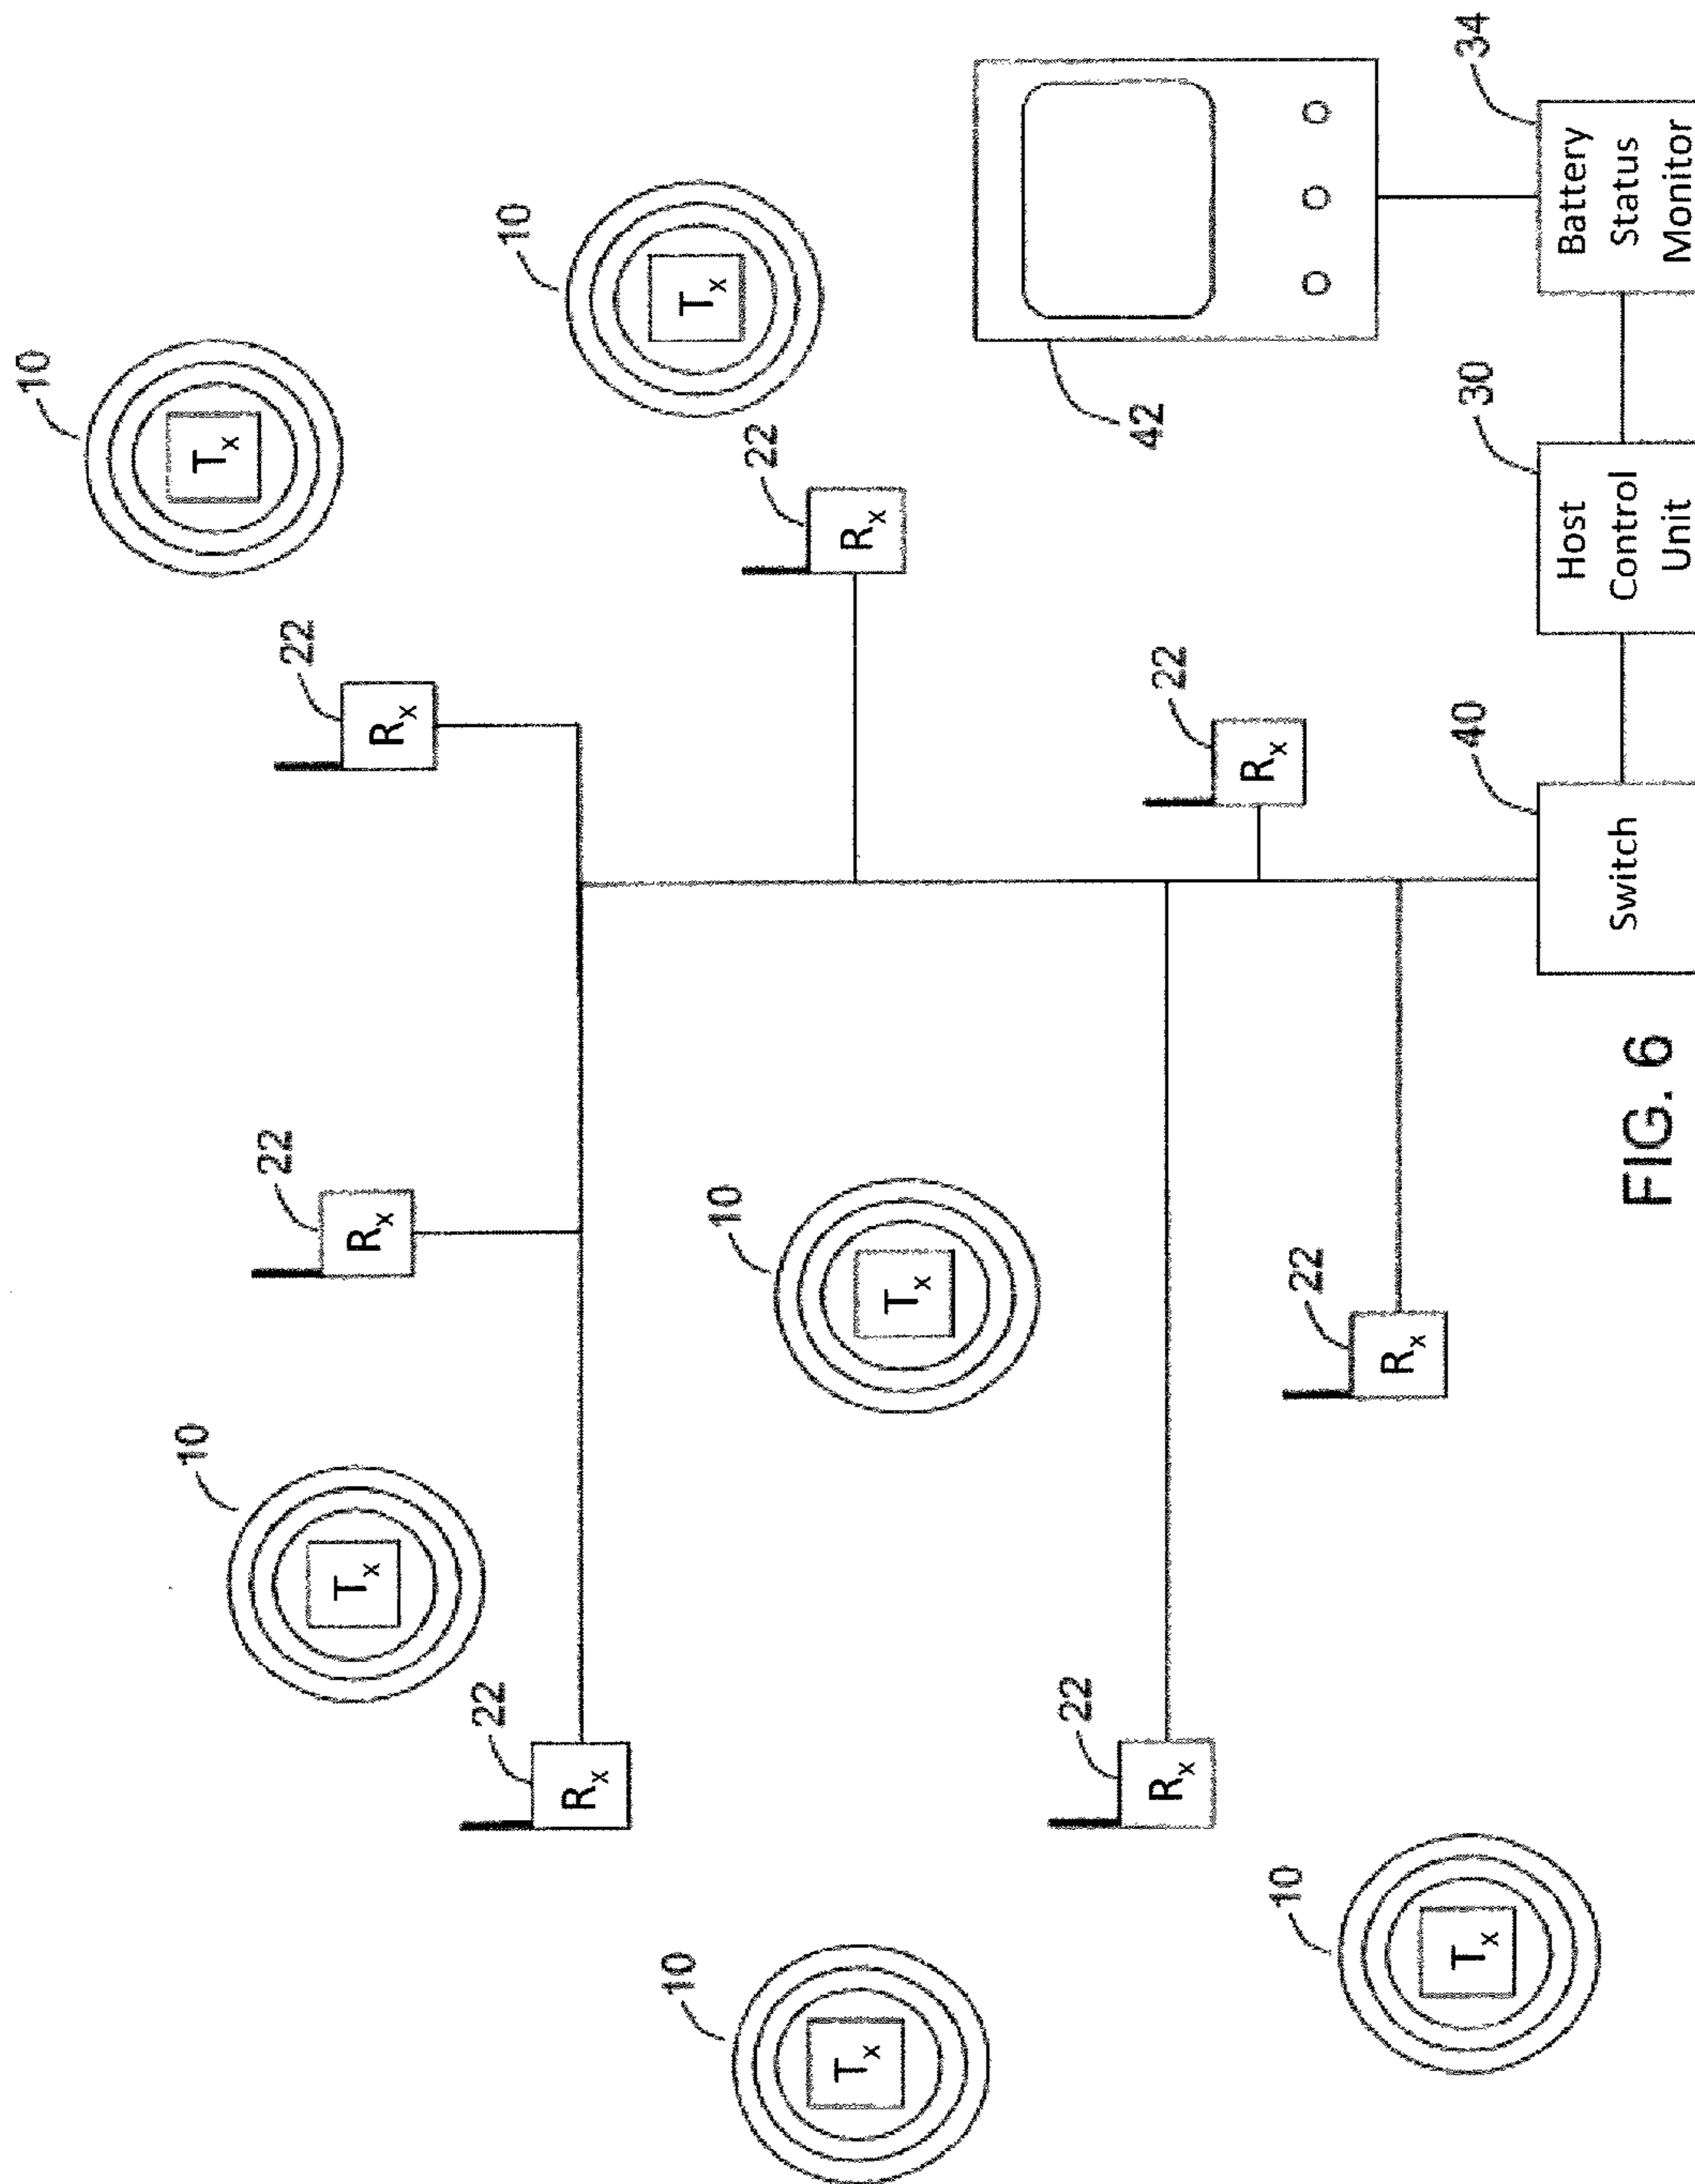 10
10
22
22
Tx
Tx
Rx
Rx
22
10
Rx
10
Tx
10
22
Tx
Tx
Rx
22
42
22
Rx
Rx
10
22
Rx
Tx
40
30
34
Switch
Host
Control
Unit
Battery
Status
Monitor
FIG. 6